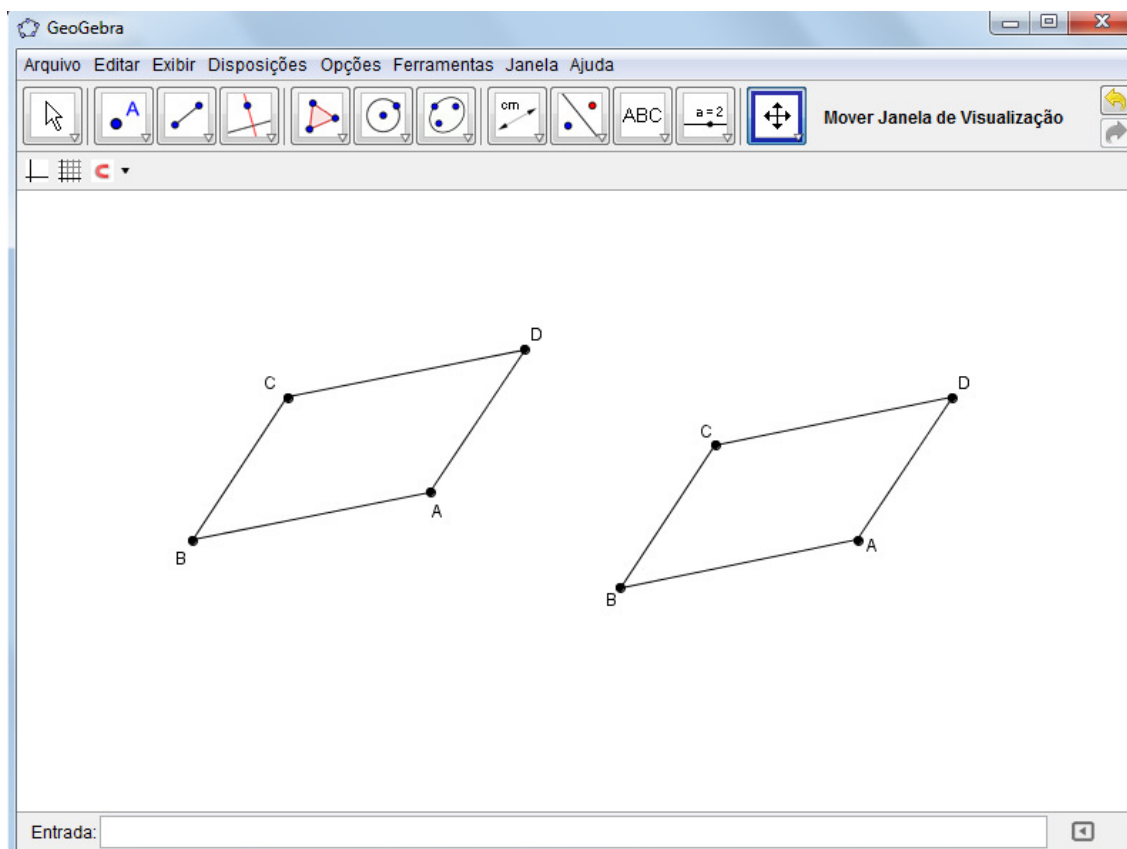 GeoGebra
Arquivo Editar Exibir Disposições Opções Ferramentas Janela Ajuda
A cm ABC a=2 Mover Janela de Visualização
D
C
A
B
D
C
A
B
Entrada: